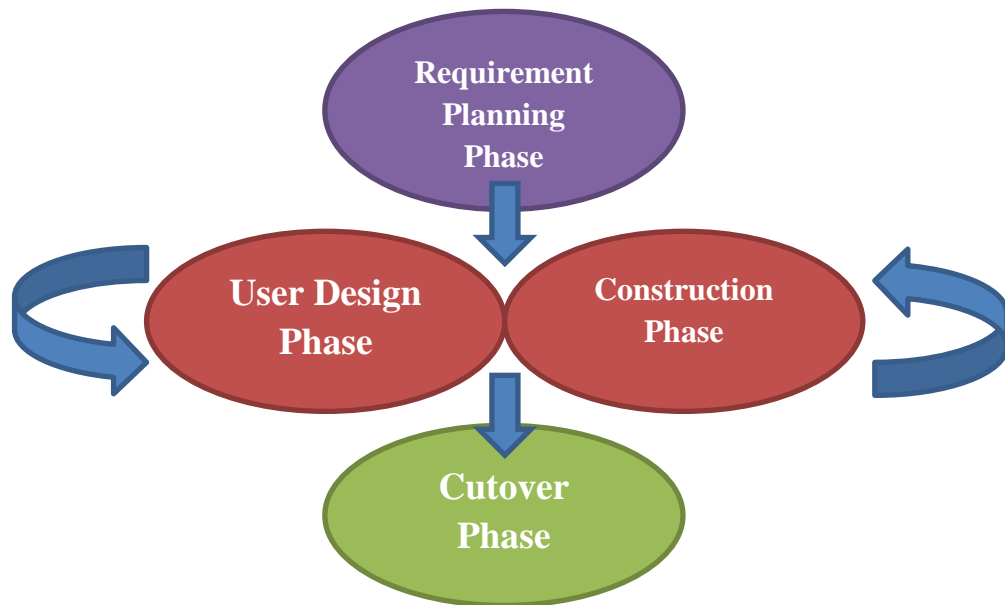 Requirement
Planning
Phase
User Design
Phase
Construction
Phase
Cutover
Phase